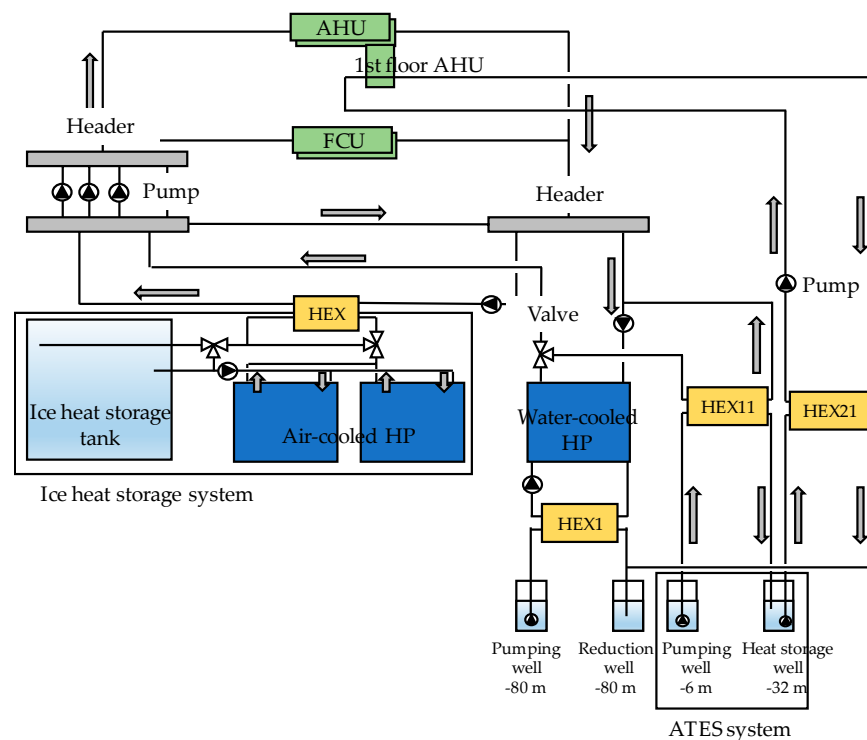 AHU
1st floor AHU
Header
FCU
Pump
Header
Pump
HEX
Valve
Ice heat storage
tank
Air-cooled HP
Water-cooled
HP
HEX11
HEX21
Ice heat storage system
HEX1
Pumping
well
-80 m
Reduction
well
-80 m
Pumping
well
-6 m
Heat storage
well
-32 m
ATES system